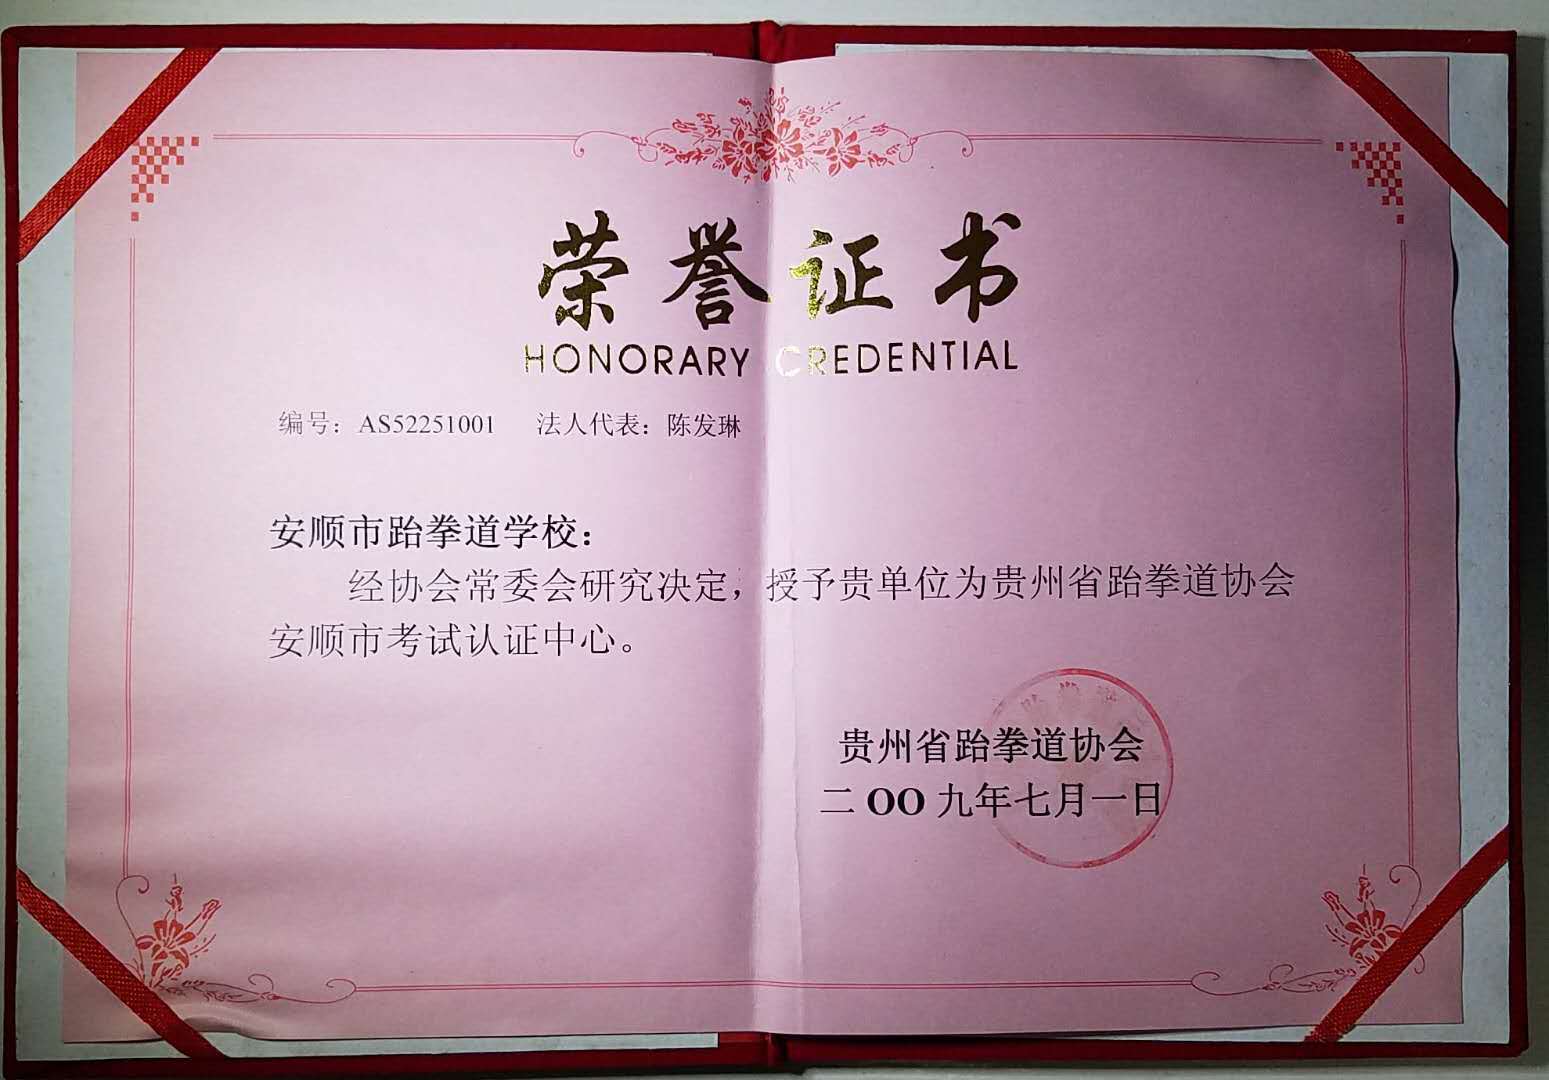 荣誉证书
HONORARY CREDENTIAL
编号：AS52251001 法人代表：陈发琳
安顺市跆拳道学校：
经协会常委会研究决定，授予贵单位为贵州省跆拳道协会
安顺市考试认证中心。
贵州省跆拳道协会
二OO九年七月一日